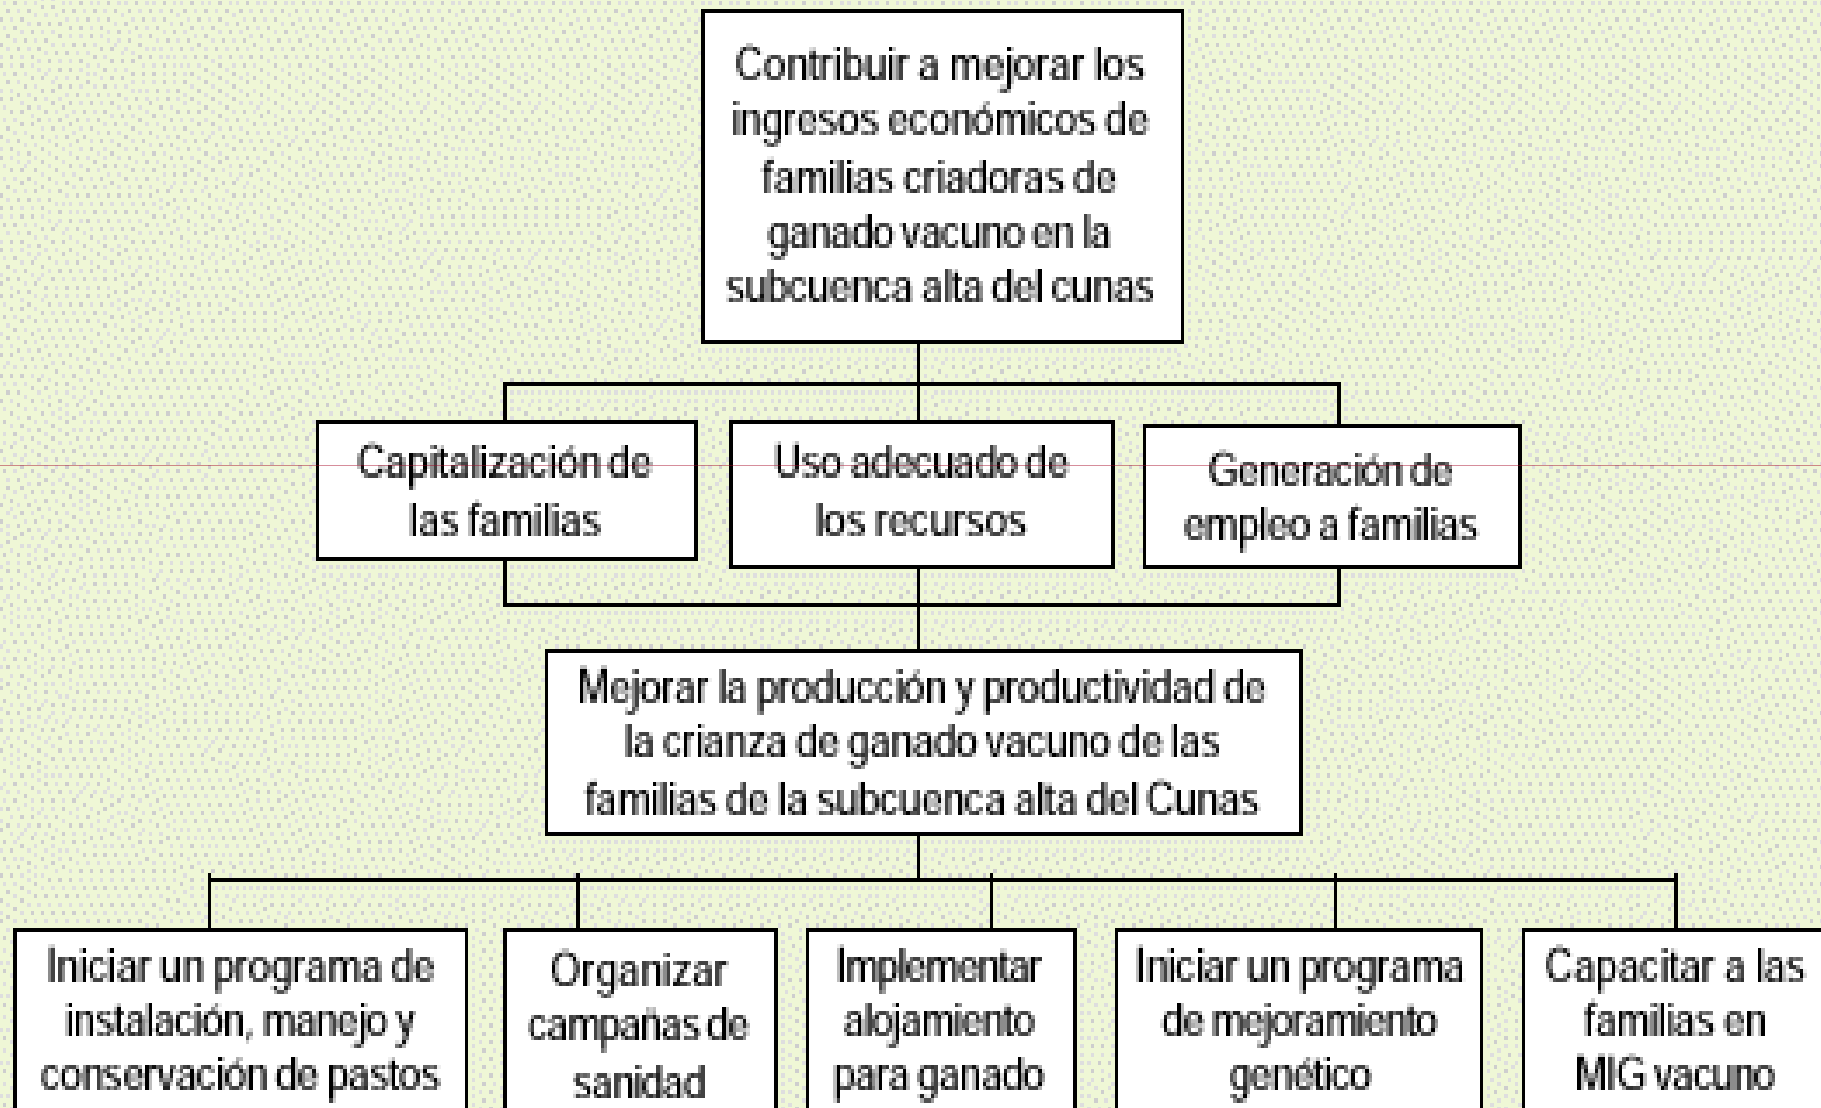 Contribuir a mejorar los
ingresos económicos de
familias criadoras de
ganado vacuno en la
subcuenca alta del cunas
Capitalización de
las familias
Uso adecuado de
los recursos
Generación de
empleo a familias
Mejorar la producción y productividad de
la crianza de ganado vacuno de las
familias de la subcuenca alta del Cunas
Iniciar un programa de
instalación, manejo y
conservación de pastos
Organizar
campañas de
sanidad
Implementar
alojamiento
para ganado
Iniciar un programa
de mejoramiento
genético
Capacitar a las
familias en
MIG vacuno